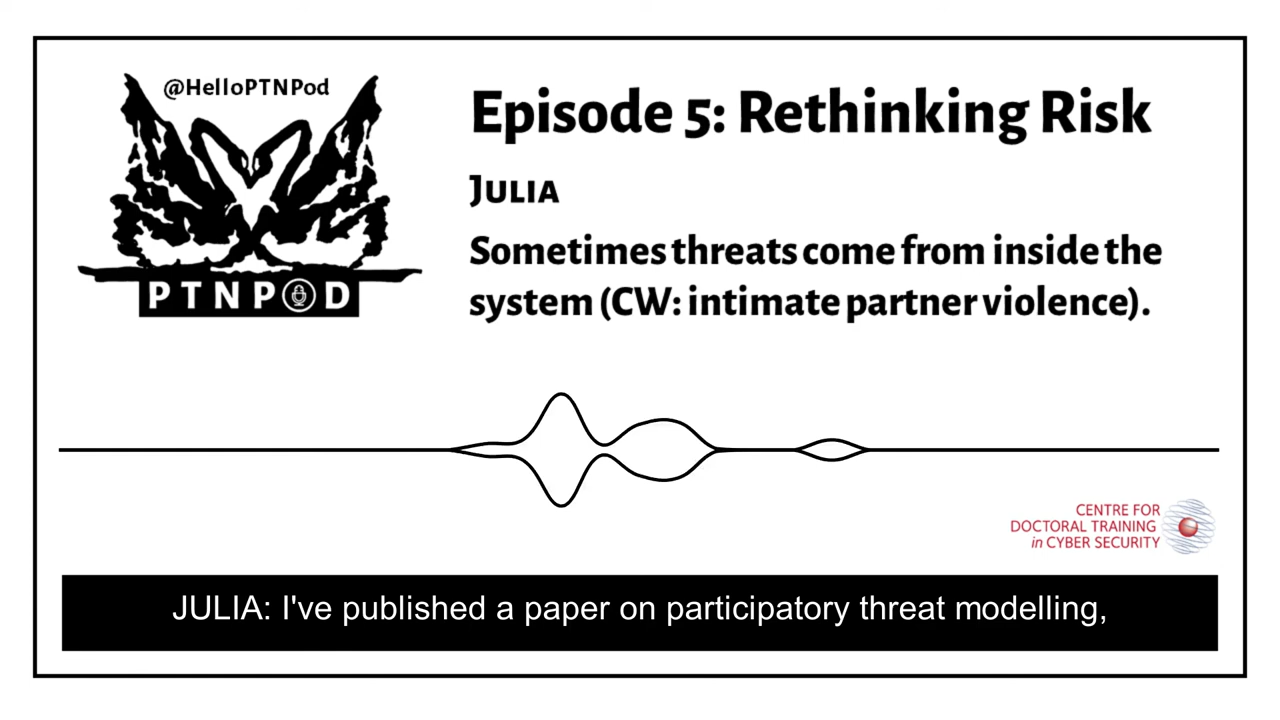 @HelloPTNPod
PTNPOD
Episode 5: Rethinking Risk
Julia
Sometimes threats come from inside the
system (CW: intimate partner violence).
CENTRE FOR
DOCTORAL TRAINING
in CYBER SECURITY
JULIA: I've published a paper on participatory threat modelling,